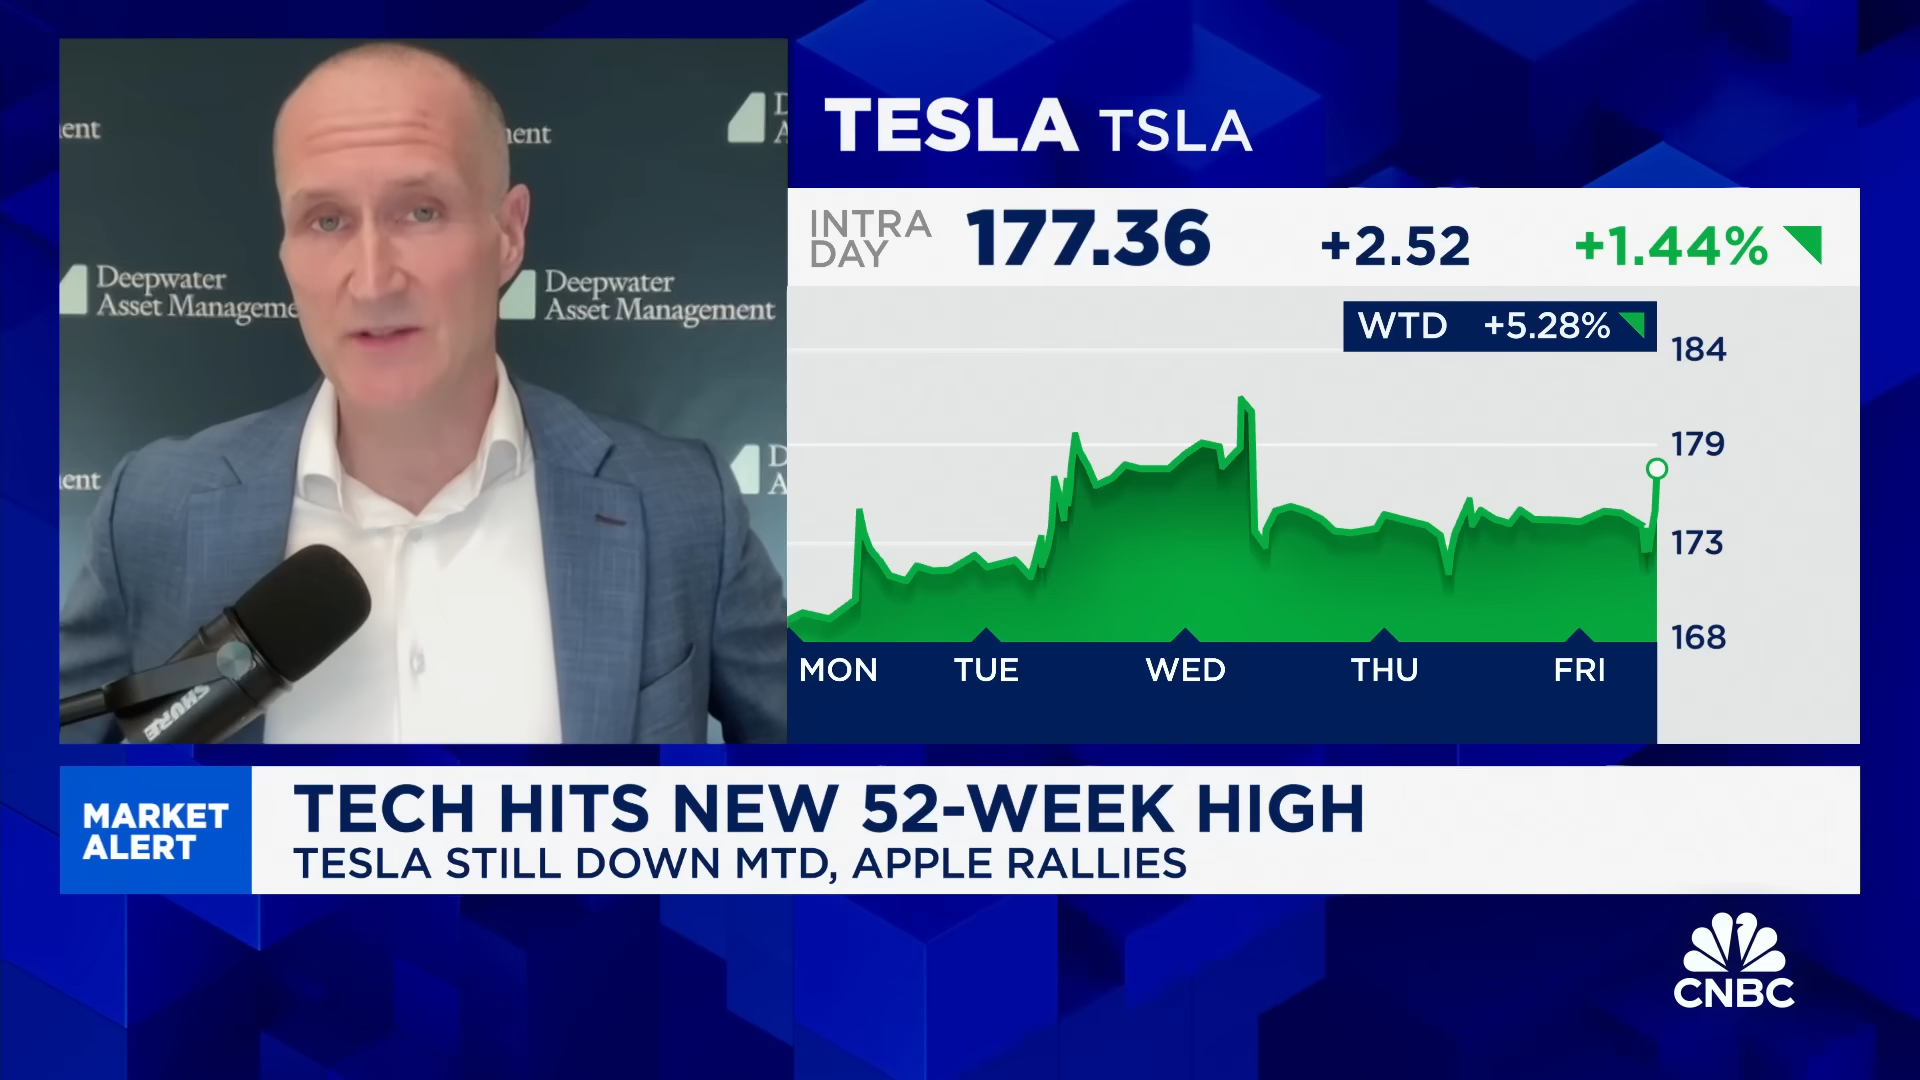 ent
ent
D
A
Deepwater
Asset Manageme
Deepwater
Asset Management
ent
D
A
SHURE
TESLA TSLA
INTRA
DAY
177.36
+2.52
+1.44%
WTD +5.28%
184
179
173
168
MON TUE WED THU FRI
MARKET
ALERT
TECH HITS NEW 52-WEEK HIGH
TESLA STILL DOWN MTD, APPLE RALLIES
CNBC